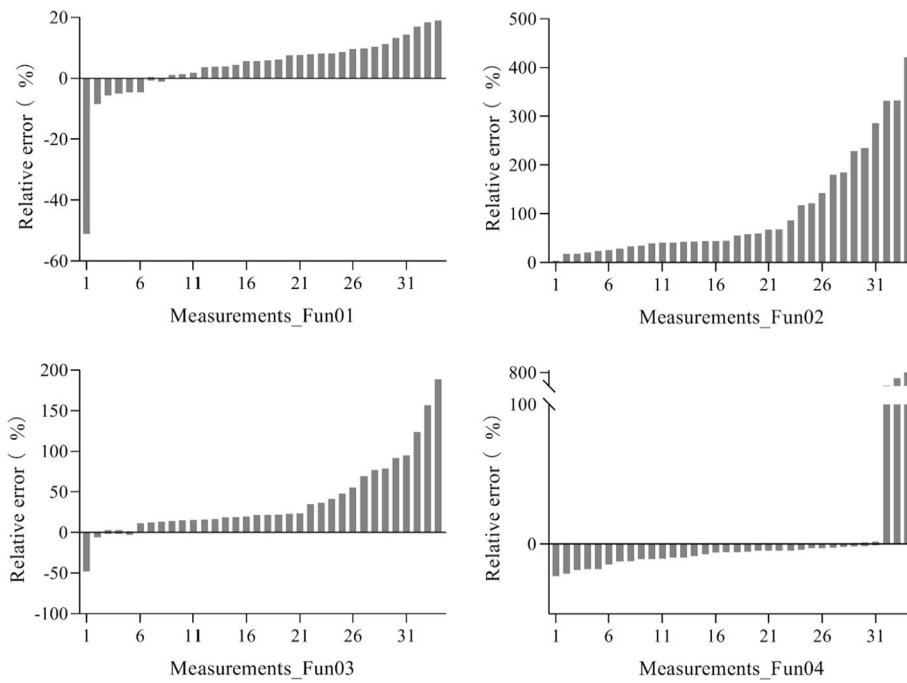 20
0
-20
-40
-60
Relative error ( %)
1 6 11 16 21 26 31
Measurements_Fun01
500
400
300
200
100
0
Relative error ( %)
1 6 11 16 21 26 31
Measurements_Fun02
200
150
100
50
0
-50
-100
Relative error ( %)
1 6 11 16 21 26 31
Measurements_Fun03
800
100
0
Relative error ( %)
1 6 11 16 21 26 31
Measurements_Fun04